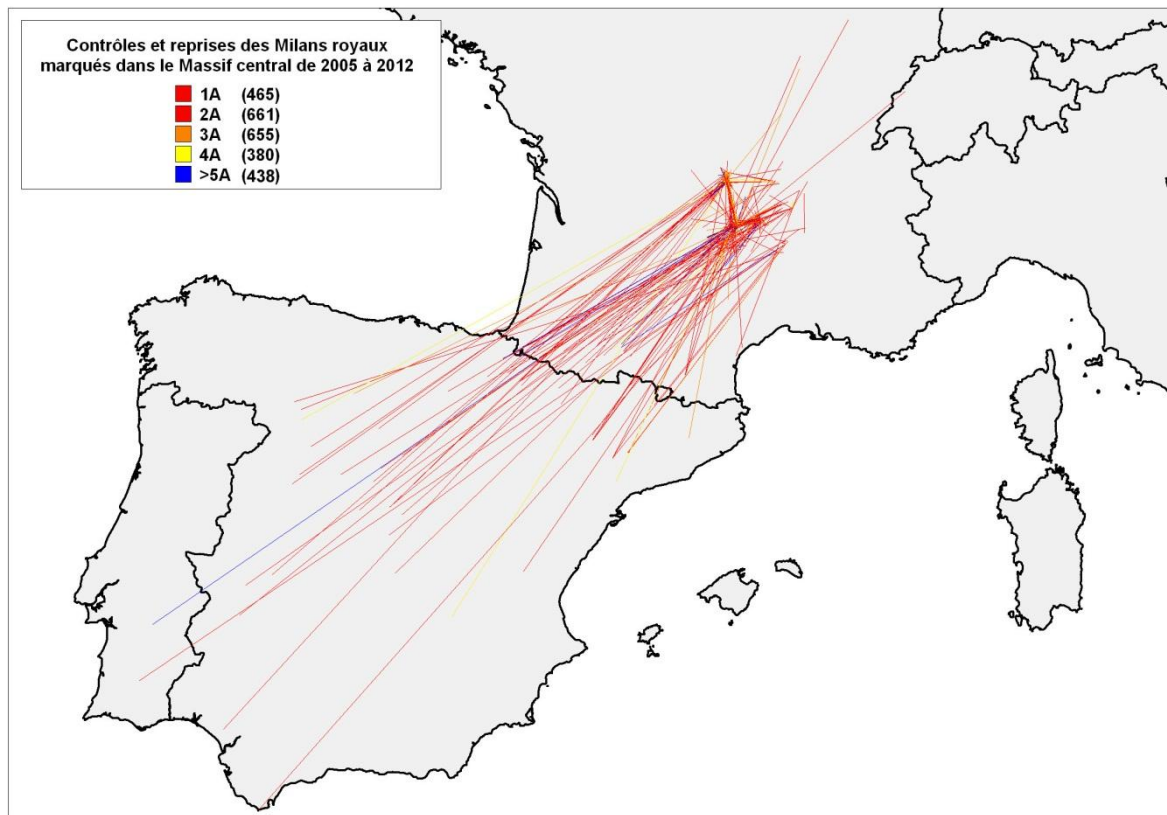 Contrôles et reprises des Milans royaux
marqués dans le Massif central de 2005 à 2012
1A (465)
2A (661)
3A (655)
4A (380)
>5A (438)